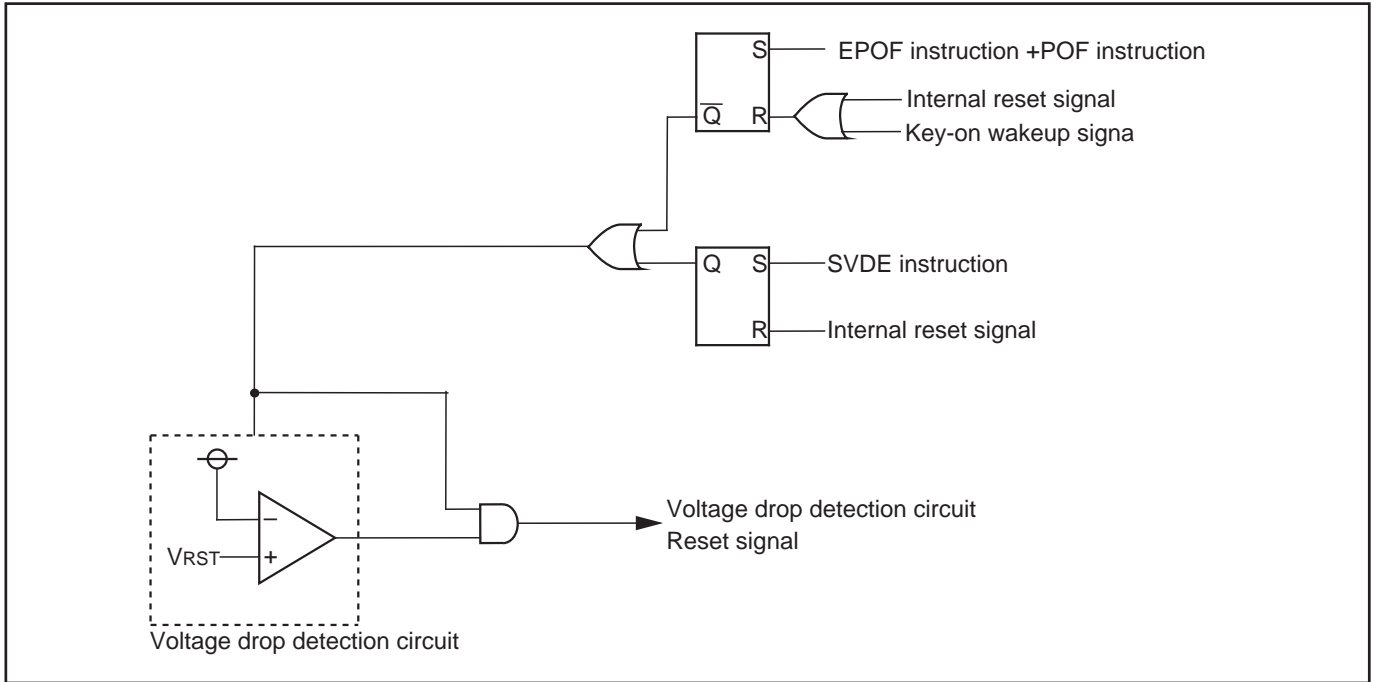 S
EPOF instruction +POF instruction
Q
R
Internal reset signal
Key-on wakeup signa
Q
S
SVDE instruction
R
Internal reset signal
−
VRST
+
Voltage drop detection circuit
Reset signal
Voltage drop detection circuit